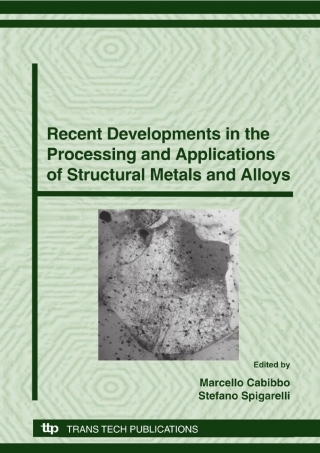 Recent Developments in the
Processing and Applications
of Structural Metals and Alloys
Edited by
Marcello Cabibbo
Stefano Spigarelli
ttp TRANS TECH PUBLICATIONS